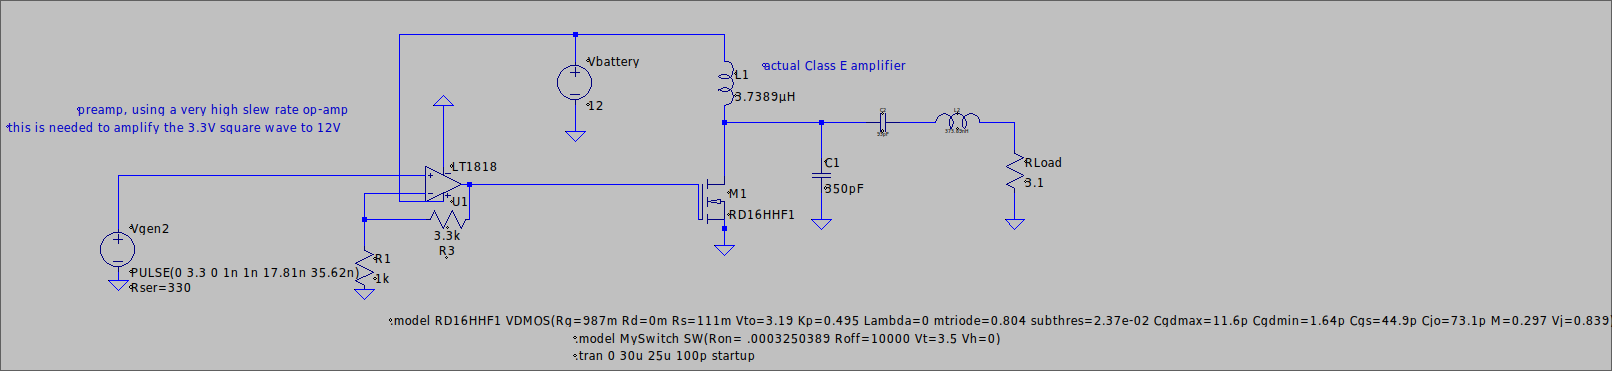 Vbattery
actual Class E amplifier
L1
3.7389µH
12
preamp, using a very high slew rate op-amp
this is needed to amplify the 3.3V square wave to 12V
C2
L2
LT1818
U1
C1
350pF
RLoad
3.1
M1
RD16HHF1
Vgen2
3.3k
R3
R1
1k
PULSE(0 3.3 0 1n 1n 17.81n 35.62n)
Rser=330
.model RD16HHF1 VDMOS(Rg=987m Rd=0m Rs=111m Vto=3.19 Kp=0.495 Lambda=0 mtriode=0.804 subthres=2.37e-02 Cgdmax=11.6p Cgdmin=1.64p Cgs=44.9p Cjo=73.1p M=0.297 Vj=0.839
.model MySwitch SW(Ron= .0003250389 Roff=10000 Vt=3.5 Vh=0)
.tran 0 30u 25u 100p startup